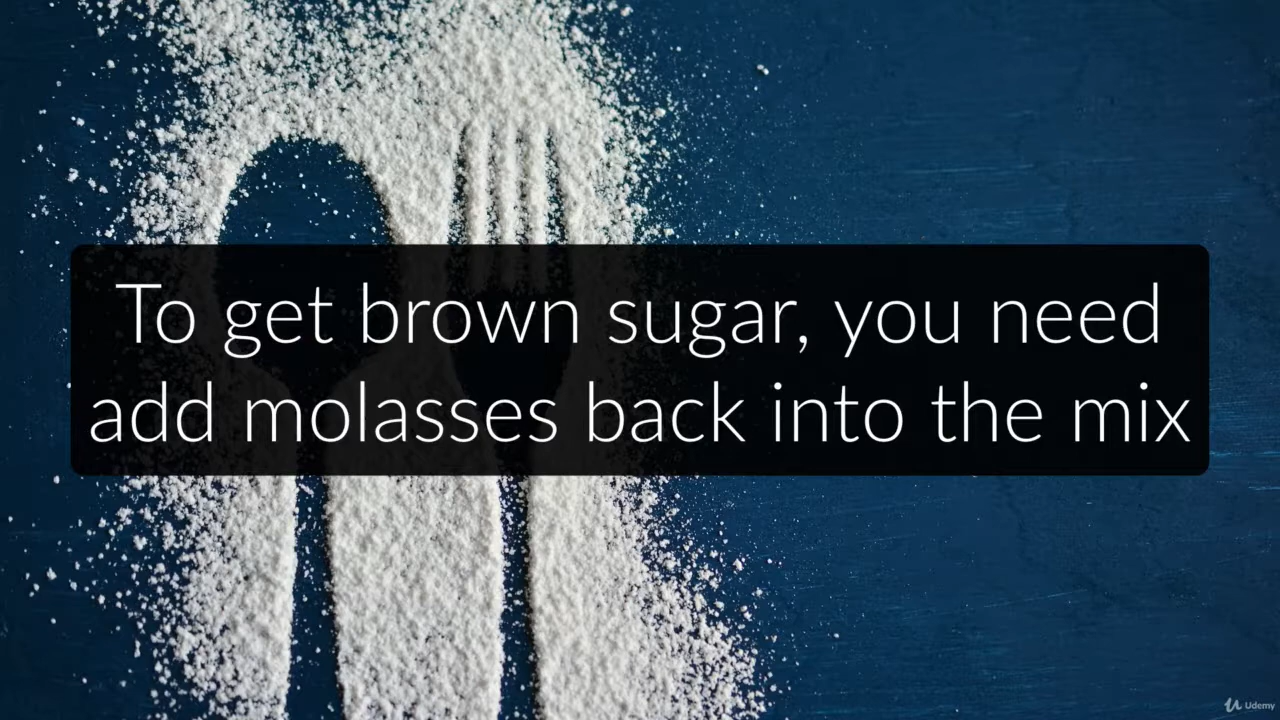 To get brown sugar, you need
add molasses back into the mix
Udemy